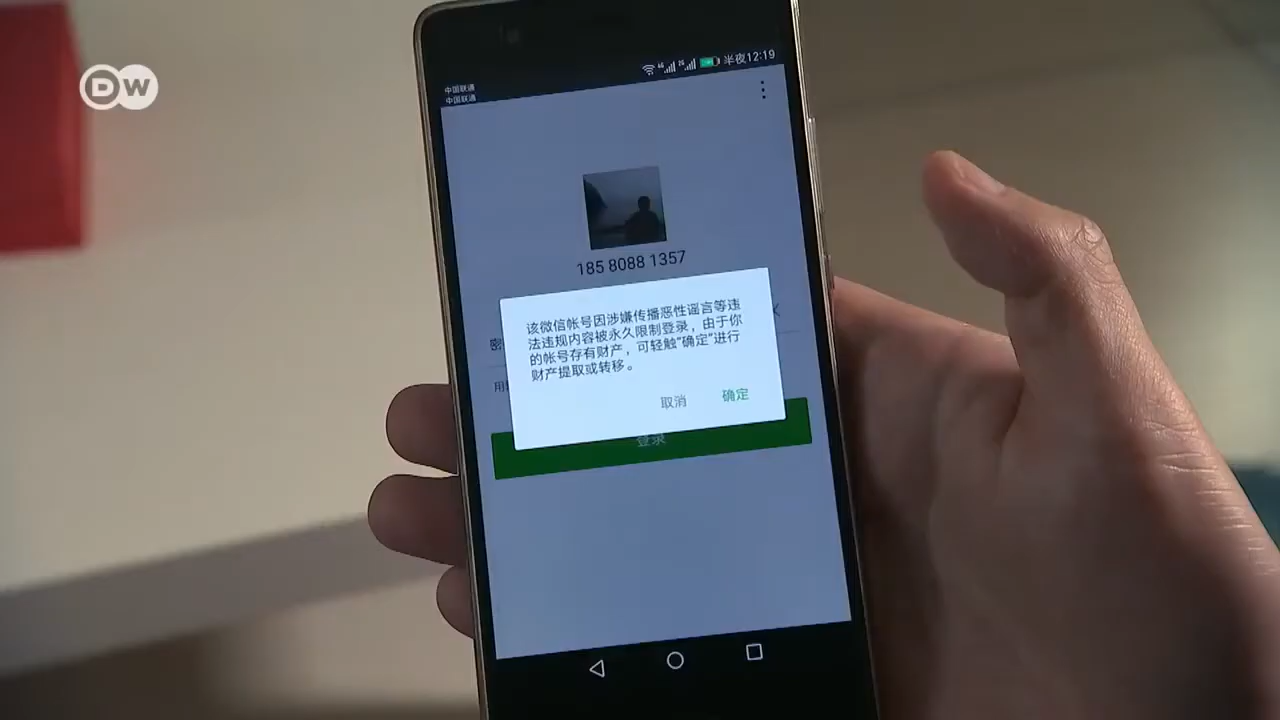 DW
中国联通
中国联通
半夜12:19
185 8088 1357
密
用
该微信帐号因涉嫌传播恶性谣言等违
法违规内容被永久限制登录，由于你
的帐号存有财产，可轻触"确定"进行
财产提取或转移。
取消 确定
登录